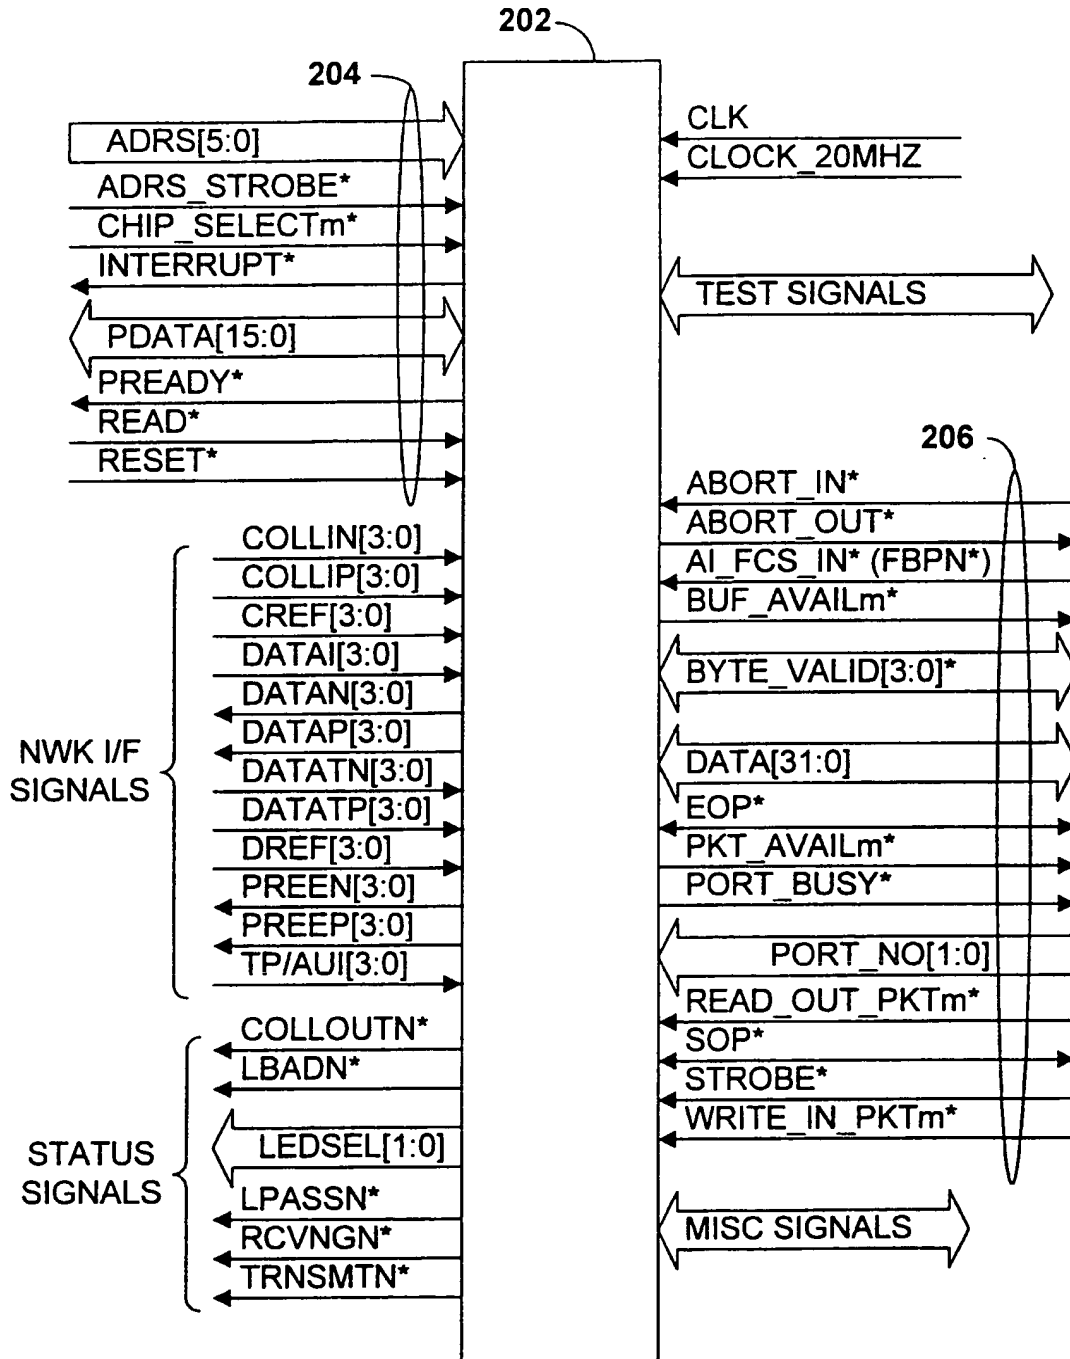 202
204
ADRS[5:0]
ADRS_STROBE*
CHIP_SELECTm*
INTERRUPT*
PDATA[15:0]
PREADY*
READ*
RESET*
COLLIN[3:0]
COLLIP[3:0]
CREF[3:0]
DATAI[3:0]
DATAN[3:0]
DATAP[3:0]
DATATN[3:0]
DATATP[3:0]
DREF[3:0]
PREEN[3:0]
PREEP[3:0]
TP/AUI[3:0]
NWK I/F
SIGNALS
COLLOUTN*
LBADN*
LEDSEL[1:0]
LPASSN*
RCVNGN*
TRNSMTN*
STATUS
SIGNALS
CLK
CLOCK_20MHZ
TEST SIGNALS
206
ABORT_IN*
ABORT_OUT*
AI_FCS_IN* (FBPN*)
BUF_AVAILm*
BYTE_VALID[3:0]*
DATA[31:0]
EOP*
PKT_AVAILm*
PORT_BUSY*
PORT_NO[1:0]
READ_OUT_PKTm*
SOP*
STROBE*
WRITE_IN_PKTm*
MISC SIGNALS